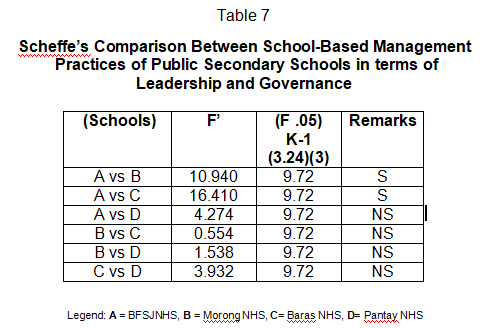 Table 7
Scheffe's Comparison Between School-Based Management
Practices of Public Secondary Schools in terms of
Leadership and Governance
(Schools) F' (F .05) Remarks
K-1
(3.24)(3)
A vs B 10.940 9.72 S
A vs C 16.410 9.72 S
A vs D 4.274 9.72 NS
B vs C 0.554 9.72 NS
B vs D 1.538 9.72 NS
C vs D 3.932 9.72 NS
Legend: A = BFSJNHS, B = Morong NHS, C= Baras NHS, D= Pantay NHS